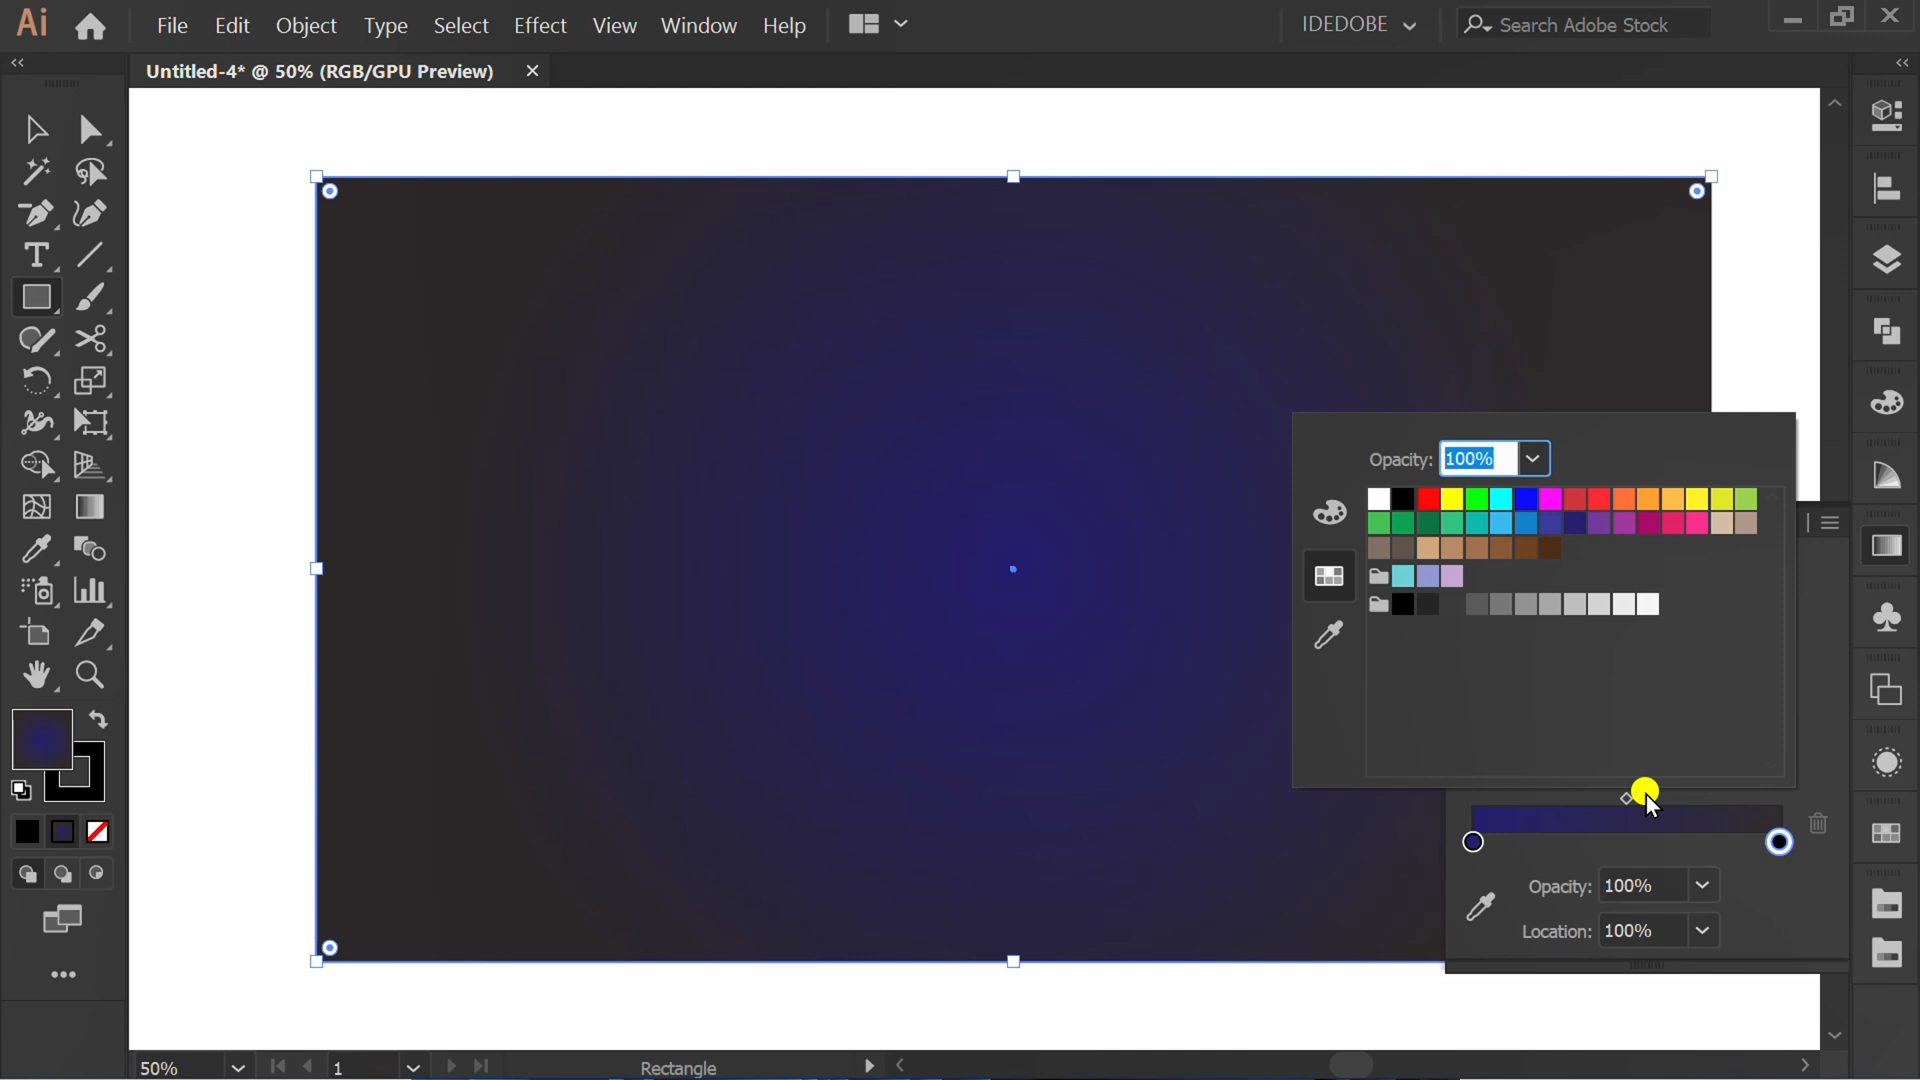 Ai File Edit Object Type Select Effect View Window Help IDEDOBE Search Adobe Stock
Untitled-4* @ 50% (RGB/GPU Preview)
Opacity: 100%
Opacity: 100%
Location: 100%
50% 1 Rectangle